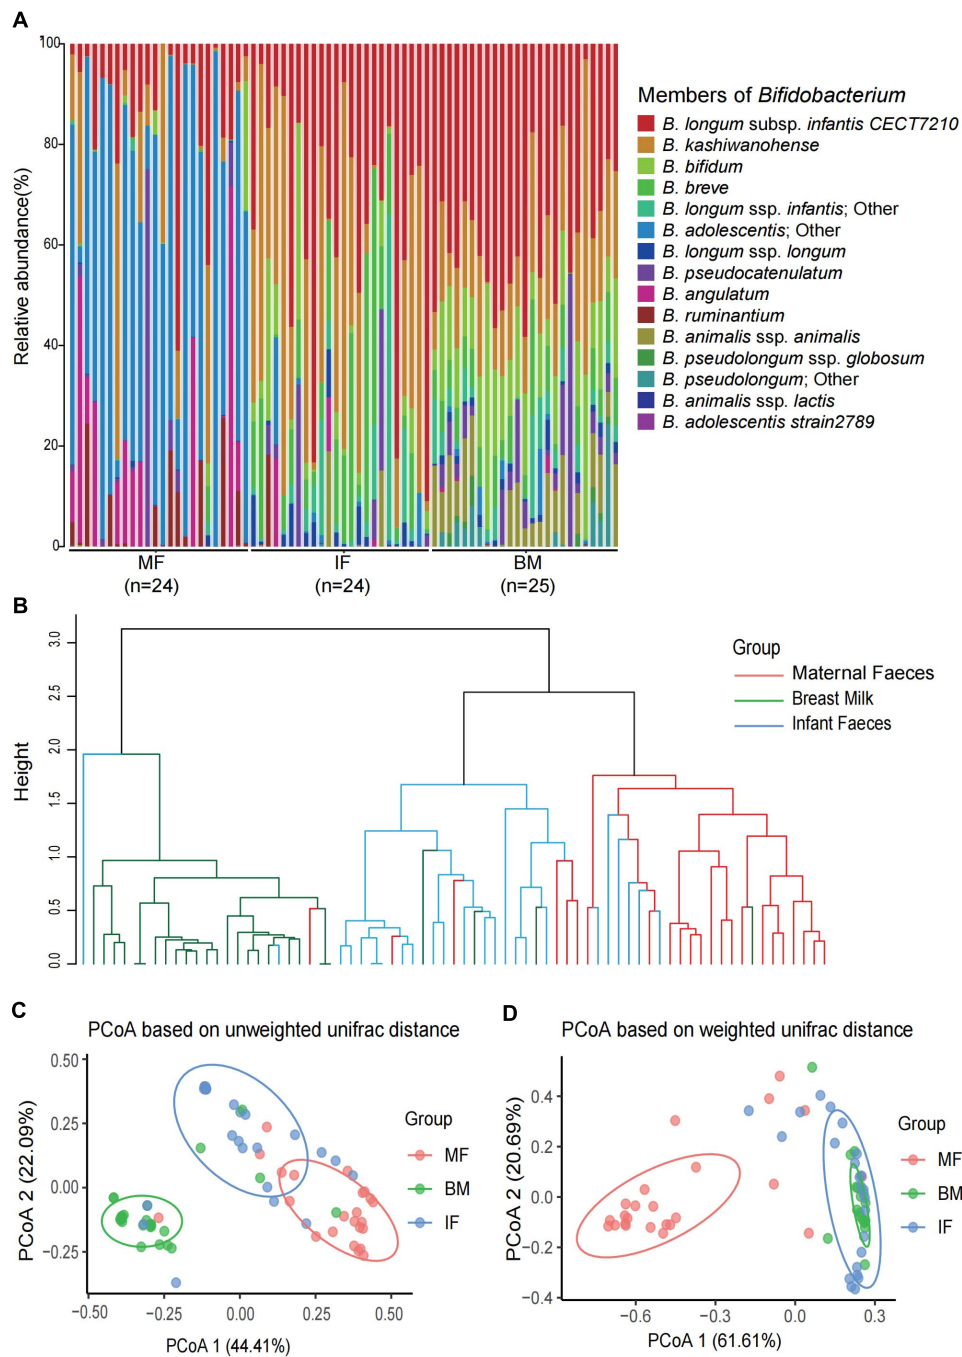 A
100
80
60
40
20
0
Relative abundance(%)
MF
(n=24)
IF
(n=24)
BM
(n=25)
Members of Bifidobacterium
B. longum subsp. infantis CECT7210
B. kashiwanohense
B. bifidum
B. breve
B. longum ssp. infantis; Other
B. adolescentis; Other
B. longum ssp. longum
B. pseudocatenulatum
B. angulatum
B. ruminantium
B. animalis ssp. animalis
B. pseudolongum ssp. globosum
B. pseudolongum; Other
B. animalis ssp. lactis
B. adolescentis strain2789
B
3.0
2.5
2.0
1.5
1.0
0.5
0.0
Height
Group
Maternal Faeces
Breast Milk
Infant Faeces
C
PCoA based on unweighted unifrac distance
0.50
0.25
0.00
−0.25
PCoA 2 (22.09%)
−0.50
−0.25
0.00
0.25
0.50
PCoA 1 (44.41%)
Group
MF
BM
IF
D
PCoA based on weighted unifrac distance
0.4
0.2
0.0
−0.2
−0.4
PCoA 2 (20.69%)
−0.6
−0.3
0.0
0.3
PCoA 1 (61.61%)
Group
MF
BM
IF